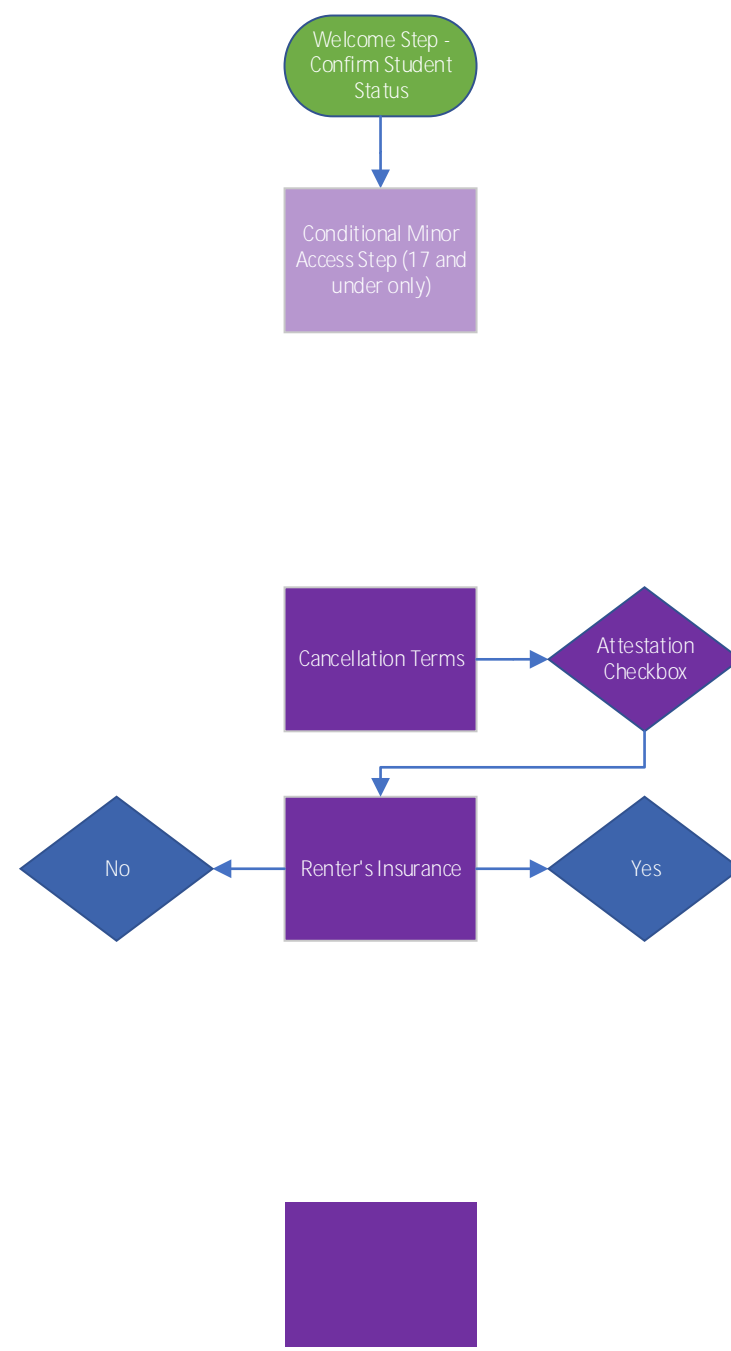 Welcome Step -
Confirm Student
Status
Conditional Minor
Access Step (17 and
under only)
Cancellation Terms
Attestation
Checkbox
No
Renter's Insurance
Yes